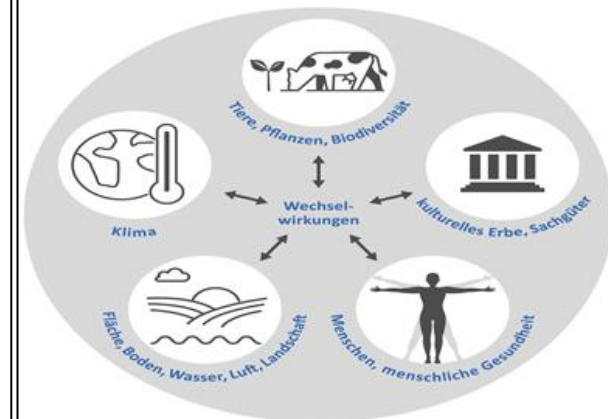 Tiere, Pflanzen, Biodiversität
Klima
Wechsel-
wirkungen
kulturelles Erbe, Sachgüter
Fläche, Boden, Wasser, Luft, Landschaft
Menschen, menschliche Gesundheit